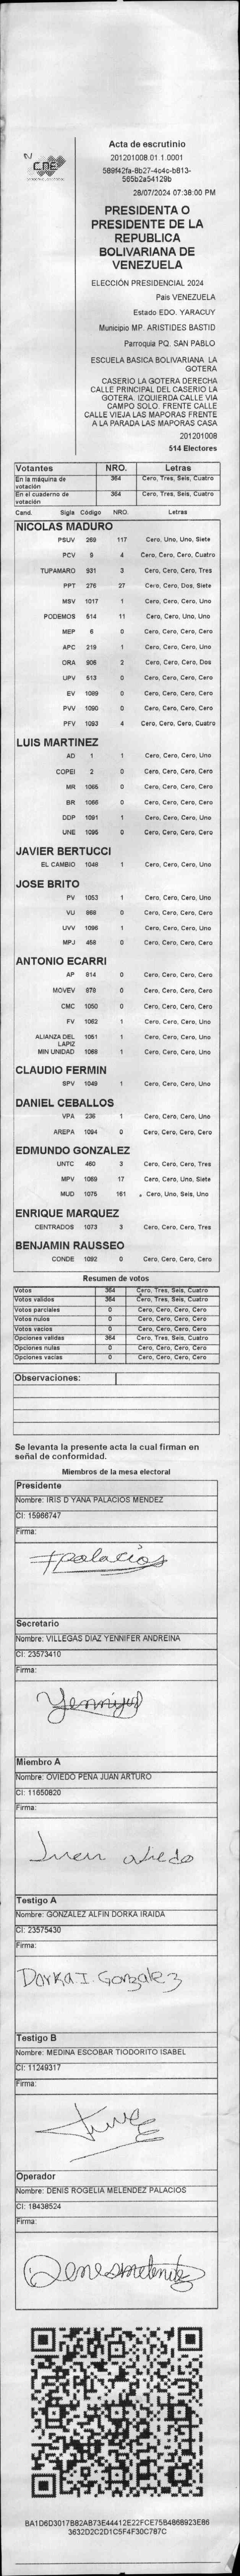 CNE
Acta de escrutinio
201201008.01.1.0001
589f42fa-8b27-4c4c-b813-
565b2a54129b
28/07/2024 07:38:00 PM
PRESIDENTA O
PRESIDENTE DE LA
REPUBLICA
BOLIVARIANA DE
VENEZUELA
ELECCIÓN PRESIDENCIAL 2024
Pais VENEZUELA
Estado EDO. YARACUY
Municipio MP. ARISTIDES BASTID
Parroquia PQ. SAN PABLO
ESCUELA BASICA BOLIVARIANA LA
GOTERA
CASERIO LA GOTERA DERECHA
CALLE PRINCIPAL DEL CASERIO LA
GOTERA. IZQUIERDA CALLE VIA
CAMPO SOLO. FRENTE CALLE
CALLE VIEJA LAS MAPORAS FRENTE
A LA PARADA LAS MAPORAS CASA
201201008
514 Electores
Votantes NRO. Letras
En la máquina de votación 364 Cero, Tres, Seis, Cuatro
En el cuaderno de votación 364 Cero, Tres, Seis, Cuatro
Cand. Sigla Código NRO. Letras
NICOLAS MADURO
PSUV 269 117 Cero, Uno, Uno, Siete
PCV 9 4 Cero, Cero, Cero, Cuatro
TUPAMARO 931 3 Cero, Cero, Cero, Tres
PPT 276 27 Cero, Cero, Dos, Siete
MSV 1017 1 Cero, Cero, Cero, Uno
PODEMOS 514 11 Cero, Cero, Uno, Uno
MEP 6 0 Cero, Cero, Cero, Cero
APC 219 1 Cero, Cero, Cero, Uno
ORA 906 2 Cero, Cero, Cero, Dos
UPV 513 0 Cero, Cero, Cero, Cero
EV 1089 0 Cero, Cero, Cero, Cero
PVV 1090 0 Cero, Cero, Cero, Cero
PFV 1093 4 Cero, Cero, Cero, Cuatro
LUIS MARTINEZ
AD 1 1 Cero, Cero, Cero, Uno
COPEI 2 0 Cero, Cero, Cero, Cero
MR 1065 0 Cero, Cero, Cero, Cero
BR 1066 0 Cero, Cero, Cero, Cero
DDP 1091 1 Cero, Cero, Cero, Uno
UNE 1095 0 Cero, Cero, Cero, Cero
JAVIER BERTUCCI
EL CAMBIO 1048 1 Cero, Cero, Cero, Uno
JOSE BRITO
PV 1053 1 Cero, Cero, Cero, Uno
VU 868 0 Cero, Cero, Cero, Cero
UVV 1096 1 Cero, Cero, Cero, Uno
MPJ 458 0 Cero, Cero, Cero, Cero
ANTONIO ECARRI
AP 814 0 Cero, Cero, Cero, Cero
MOVEV 878 0 Cero, Cero, Cero, Cero
CMC 1050 0 Cero, Cero, Cero, Cero
FV 1062 1 Cero, Cero, Cero, Uno
ALIANZA DEL LAPIZ 1051 1 Cero, Cero, Cero, Uno
MIN UNIDAD 1068 1 Cero, Cero, Cero, Uno
CLAUDIO FERMIN
SPV 1049 1 Cero, Cero, Cero, Uno
DANIEL CEBALLOS
VPA 236 1 Cero, Cero, Cero, Uno
AREPA 1094 0 Cero, Cero, Cero, Cero
EDMUNDO GONZALEZ
UNTC 460 3 Cero, Cero, Cero, Tres
MPV 1069 17 Cero, Cero, Uno, Siete
MUD 1075 161 Cero, Uno, Seis, Uno
ENRIQUE MARQUEZ
CENTRADOS 1073 3 Cero, Cero, Cero, Tres
BENJAMIN RAUSSEO
CONDE 1092 0 Cero, Cero, Cero, Cero
Resumen de votos
Votos 364 Cero, Tres, Seis, Cuatro
Votos validos 364 Cero, Tres, Seis, Cuatro
Votos parciales 0 Cero, Cero, Cero, Cero
Votos nulos 0 Cero, Cero, Cero, Cero
Votos vacios 0 Cero, Cero, Cero, Cero
Opciones validas 364 Cero, Tres, Seis, Cuatro
Opciones nulas 0 Cero, Cero, Cero, Cero
Opciones vacias 0 Cero, Cero, Cero, Cero
Observaciones:
Se levanta la presente acta la cual firman en
señal de conformidad.
Miembros de la mesa electoral
Presidente
Nombre: IRIS D YANA PALACIOS MENDEZ
CI: 15966747
Firma:
Ipalacios
Secretario
Nombre: VILLEGAS DIAZ YENNIFER ANDREINA
CI: 23573410
Firma:
Miembro A
Nombre: OVIEDO PEÑA JUAN ARTURO
CI: 11650820
Firma:
Juan oviedo
Testigo A
Nombre: GONZALEZ ALFIN DORKA IRAIDA
CI: 23575430
Firma:
Dorka I. Gonzalez
Testigo B
Nombre: MEDINA ESCOBAR TIODORITO ISABEL
CI: 11249317
Firma:
Operador
Nombre: DENIS ROGELIA MELENDEZ PALACIOS
CI: 18438524
Firma:
Denismelendez
BA1D6D3017B82AB73E44412E22FCE75B4868923E86
3632D2C2D1C5F4F30C787C